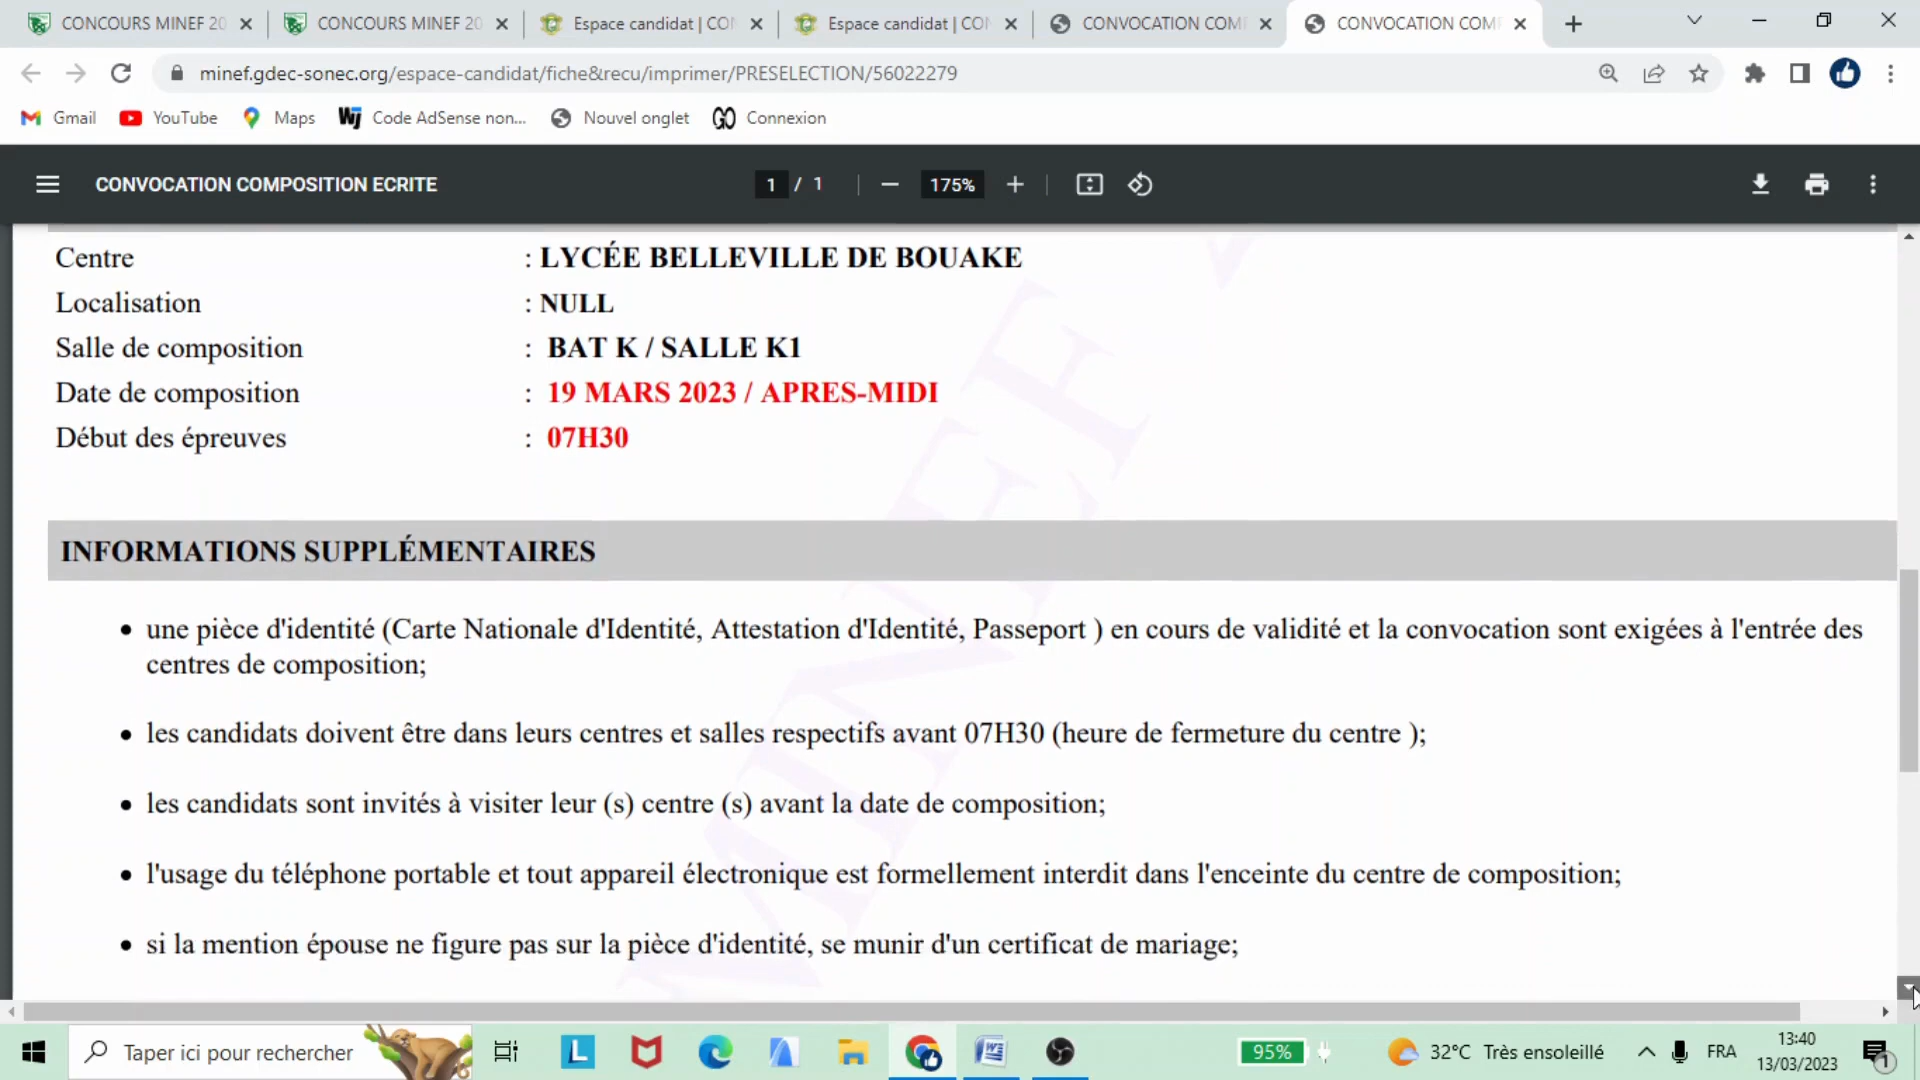 CONCOURS MINEF 20
CONCOURS MINEF 20
Espace candidat | CON
Espace candidat | CON
CONVOCATION COMP
CONVOCATION COMP
minef.gdec-sonec.org/espace-candidat/fiche&recu/imprimer/PRESELECTION/56022279
Gmail
YouTube
Maps
Code AdSense non...
Nouvel onglet
Connexion
CONVOCATION COMPOSITION ECRITE
1 / 1
175%
Centre : LYCÉE BELLEVILLE DE BOUAKE
Localisation : NULL
Salle de composition : BAT K / SALLE K1
Date de composition : 19 MARS 2023 / APRES-MIDI
Début des épreuves : 07H30
INFORMATIONS SUPPLÉMENTAIRES
• une pièce d'identité (Carte Nationale d'Identité, Attestation d'Identité, Passeport ) en cours de validité et la convocation sont exigées à l'entrée des
centres de composition;
• les candidats doivent être dans leurs centres et salles respectifs avant 07H30 (heure de fermeture du centre );
• les candidats sont invités à visiter leur (s) centre (s) avant la date de composition;
• l'usage du téléphone portable et tout appareil électronique est formellement interdit dans l'enceinte du centre de composition;
• si la mention épouse ne figure pas sur la pièce d'identité, se munir d'un certificat de mariage;
MINEF
Taper ici pour rechercher
95%
32°C Très ensoleillé
FRA
13:40
13/03/2023
1